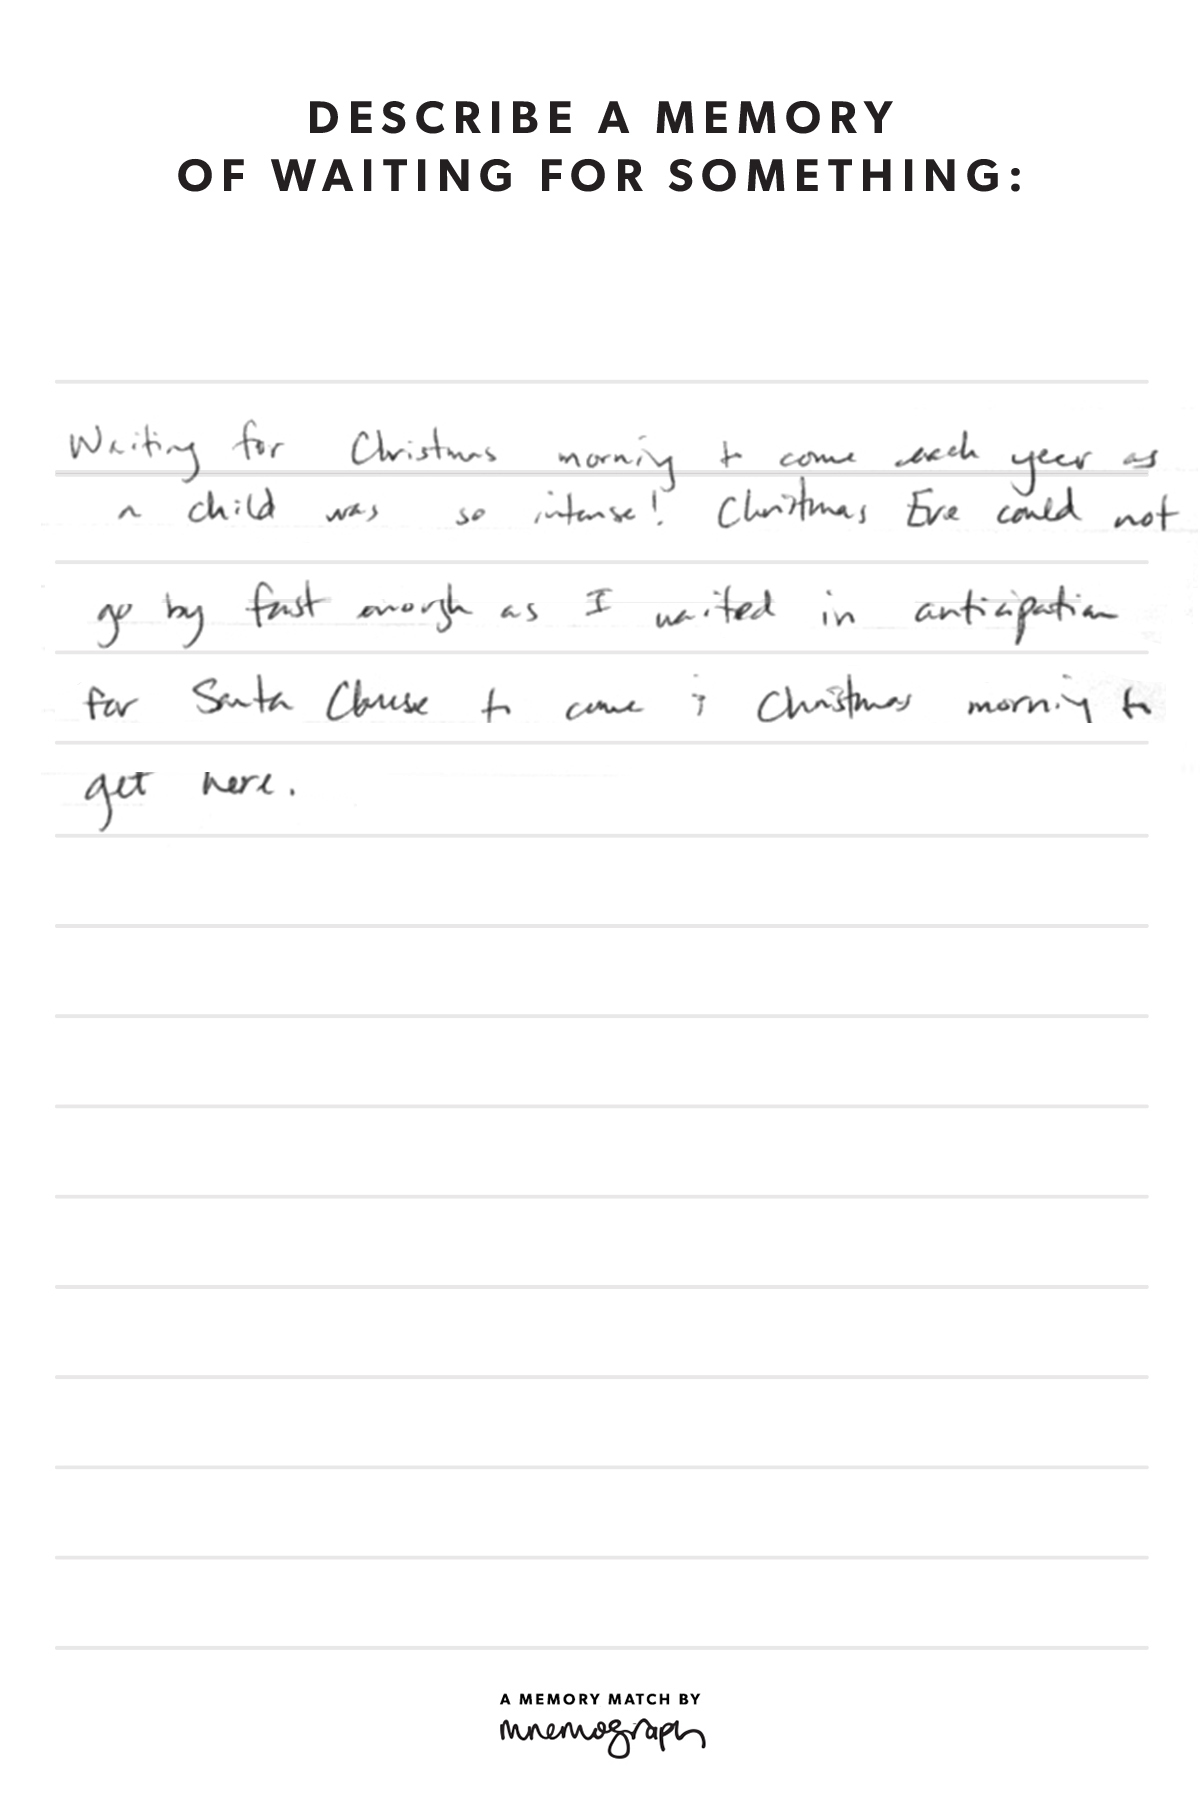 DESCRIBE A MEMORY
OF WAITING FOR SOMETHING:
Waiting for Christmas morning to come each year as
a child was so intense! Christmas Eve could not
go by fast enough as I waited in anticipation
for Santa Clause to come & Christmas morning to
get here.
A MEMORY MATCH BY
mnemograph